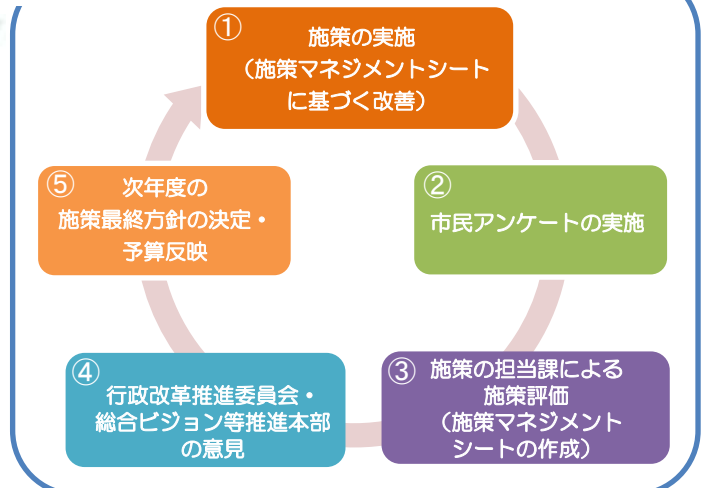 ①
施策の実施
（施策マネジメントシート
に基づく改善）
②
市民アンケートの実施
③
施策の担当課による
施策評価
（施策マネジメント
シートの作成）
④
行政改革推進委員会・
総合ビジョン等推進本部
の意見
⑤
次年度の
施策最終方針の決定・
予算反映